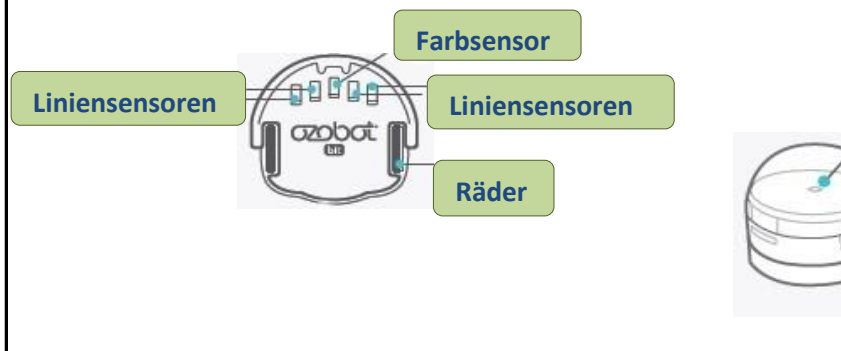 Farbsensor
Liniensensoren
Liniensensoren
ozobot
bit
Räder